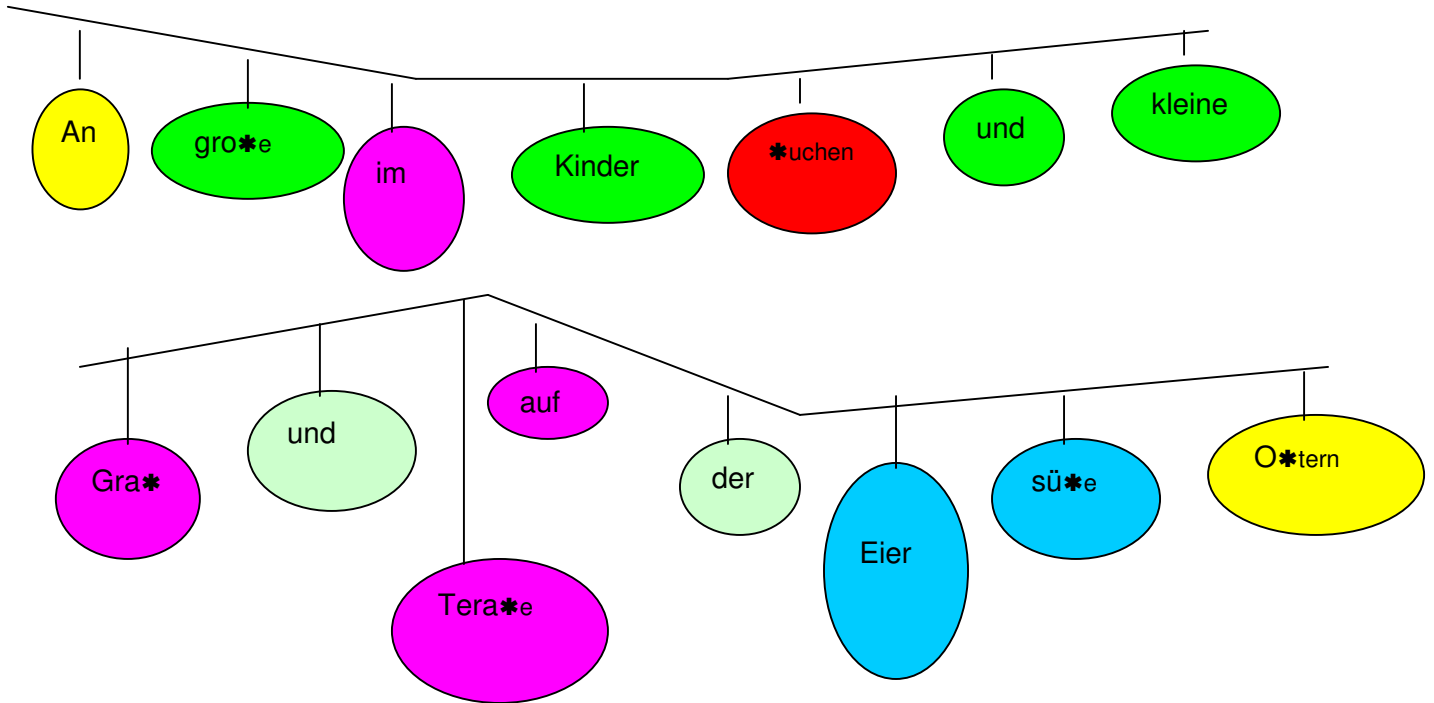 An gro✱e im Kinder ✱uchen und kleine
Gra✱ und Tera✱e auf der Eier sü✱e O✱tern